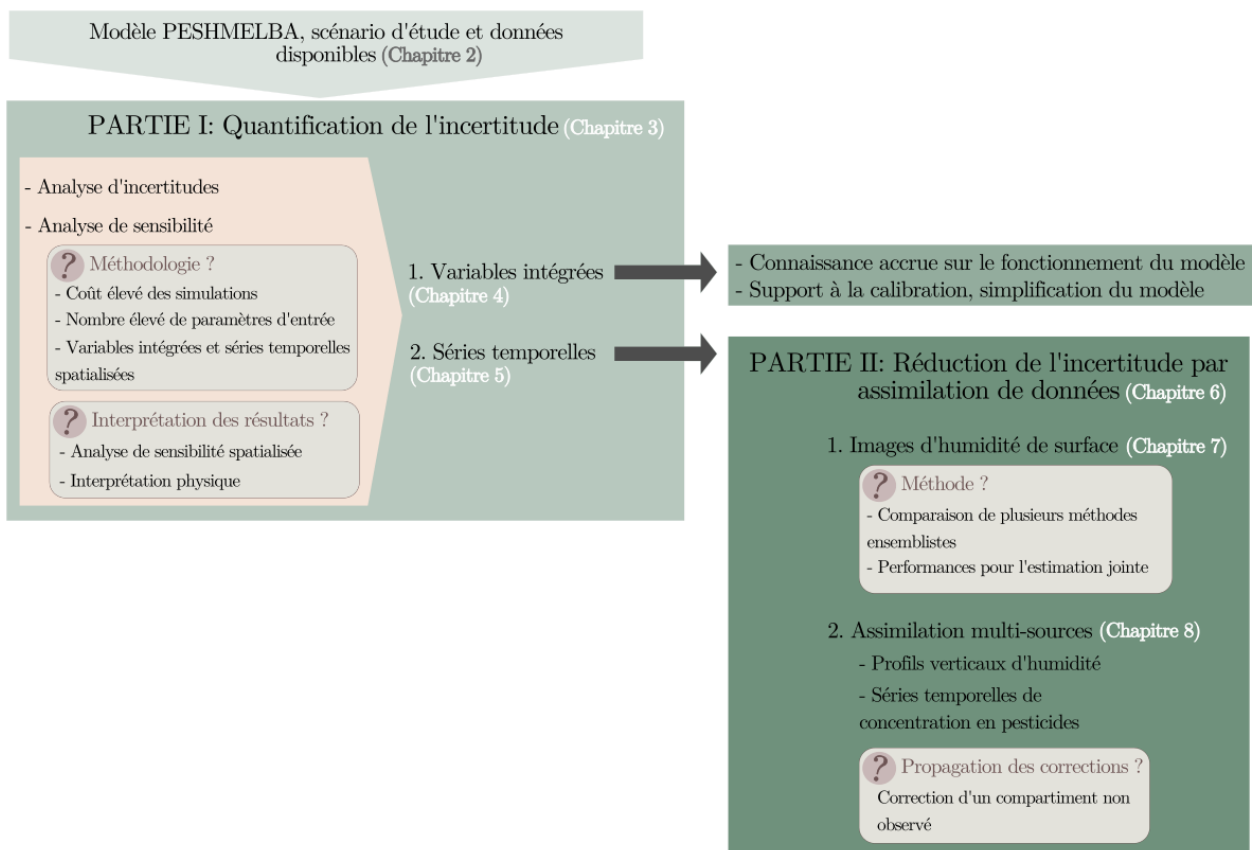 Modèle PESHMELBA, scénario d'étude et données
disponibles (Chapitre 2)
PARTIE I: Quantification de l'incertitude (Chapitre 3)
- Analyse d'incertitudes
- Analyse de sensibilité
? Méthodologie ?
- Coût élevé des simulations
- Nombre élevé de paramètres d'entrée
- Variables intégrées et séries temporelles
spatialisées
? Interprétation des résultats ?
- Analyse de sensibilité spatialisée
- Interprétation physique
1. Variables intégrées
(Chapitre 4)
2. Séries temporelles
(Chapitre 5)
- Connaissance accrue sur le fonctionnement du modèle
- Support à la calibration, simplification du modèle
PARTIE II: Réduction de l'incertitude par
assimilation de données (Chapitre 6)
1. Images d'humidité de surface (Chapitre 7)
? Méthode ?
- Comparaison de plusieurs méthodes
ensemblistes
- Performances pour l'estimation jointe
2. Assimilation multi-sources (Chapitre 8)
- Profils verticaux d'humidité
- Séries temporelles de
concentration en pesticides
? Propagation des corrections ?
Correction d'un compartiment non
observé